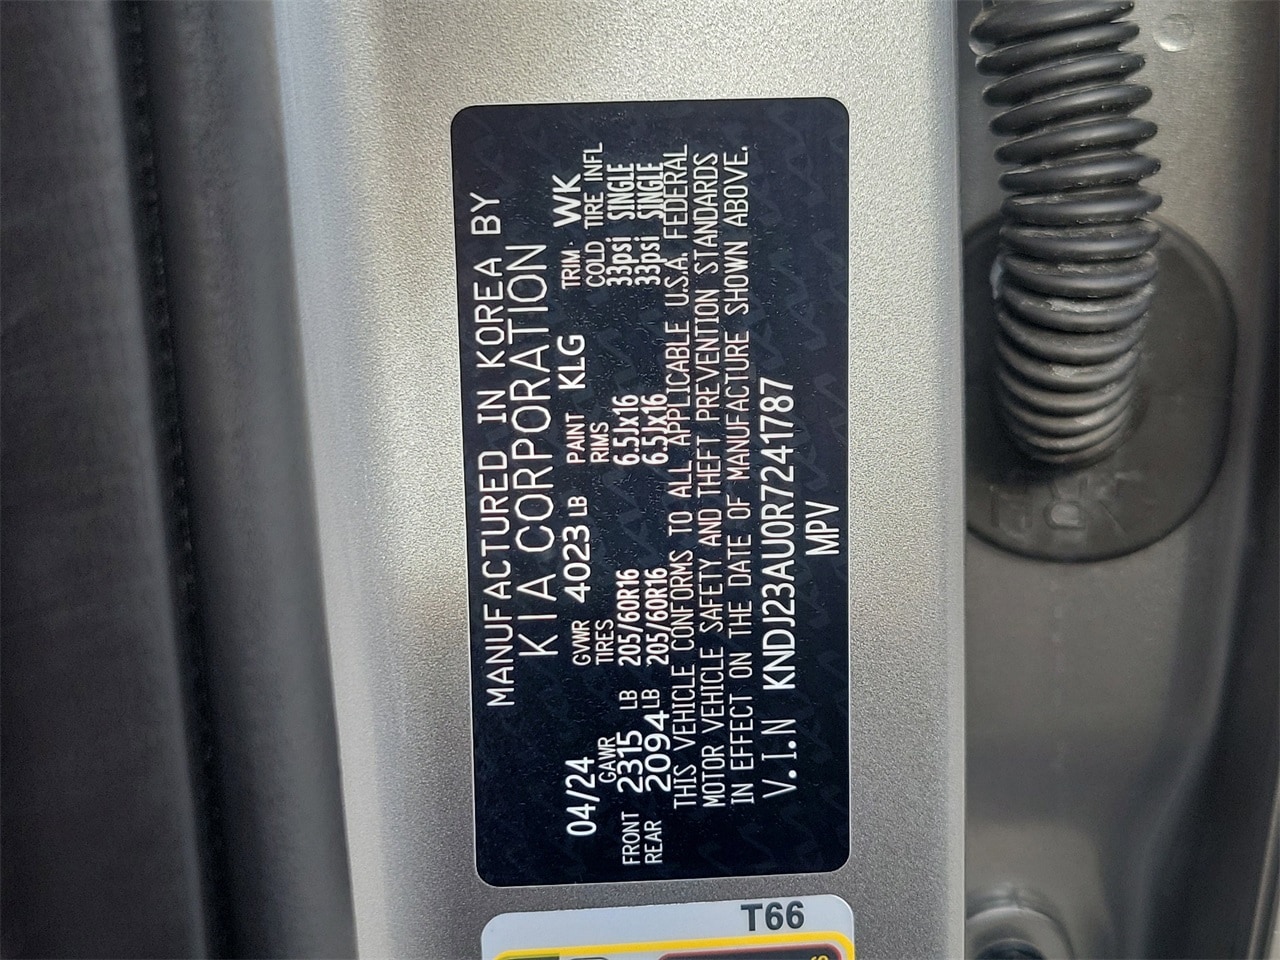 MANUFACTURED IN KOREA BY
KIA CORPORATION
04/24 GVWR 4023 LB PAINT KLG TRIM WK
GAWR TIRES RIMS COLD TIRE INFL
FRONT 2315 LB 205/60R16 6.5Jx16 33psi SINGLE
REAR 2094 LB 205/60R16 6.5Jx16 33psi SINGLE
THIS VEHICLE CONFORMS TO ALL APPLICABLE U.S.A. FEDERAL
MOTOR VEHICLE SAFETY AND THEFT PREVENTION STANDARDS
IN EFFECT ON THE DATE OF MANUFACTURE SHOWN ABOVE.
V.I.N KNDJ23AU0R7241787
MPV
T66